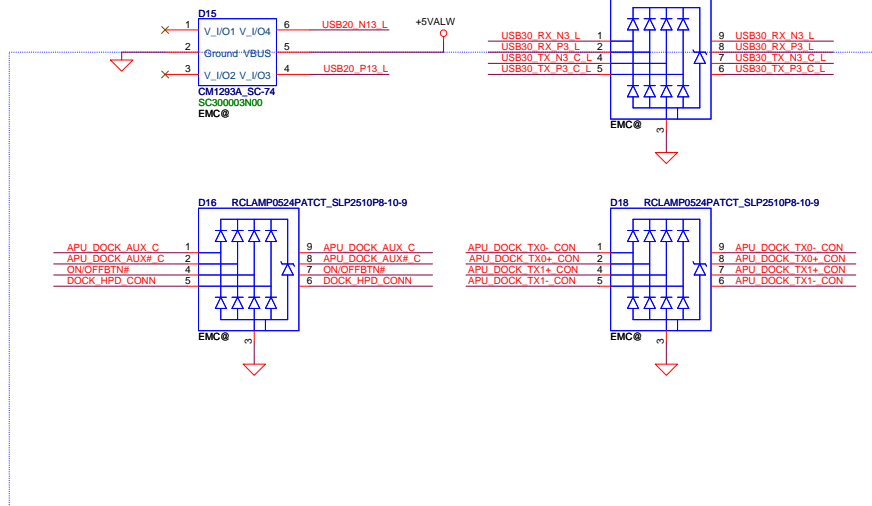 D15
1 V_I/O1 V_I/O4 6 USB20_N13_L
2 Ground VBUS 5 +5VALW
3 V_I/O2 V_I/O3 4 USB20_P13_L
CM1293A_SC-74
SC300003N00
EMC@
USB30_RX_N3_L 1 9 USB30_RX_N3_L
USB30_RX_P3_L 2 8 USB30_RX_P3_L
USB30_TX_N3_C_L 4 7 USB30_TX_N3_C_L
USB30_TX_P3_C_L 5 6 USB30_TX_P3_C_L
EMC@
3
D16 RCLAMP0524PATCT_SLP2510P8-10-9
APU_DOCK_AUX_C 1 9 APU_DOCK_AUX_C
APU_DOCK_AUX#_C 2 8 APU_DOCK_AUX#_C
ON/OFFBTN# 4 7 ON/OFFBTN#
DOCK_HPD_CONN 5 6 DOCK_HPD_CONN
EMC@
3
D18 RCLAMP0524PATCT_SLP2510P8-10-9
APU_DOCK_TX0-_CON 1 9 APU_DOCK_TX0-_CON
APU_DOCK_TX0+_CON 2 8 APU_DOCK_TX0+_CON
APU_DOCK_TX1+_CON 4 7 APU_DOCK_TX1+_CON
APU_DOCK_TX1-_CON 5 6 APU_DOCK_TX1-_CON
EMC@
3